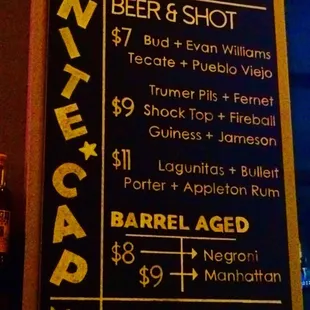 NITE★CAP
BEER & SHOT
$7 Bud + Evan Williams
Tecate + Pueblo Viejo
Trumer Pils + Fernet
$9 Shock Top + Fireball
Guiness + Jameson
$11 Lagunitas + Bulleit
Porter + Appleton Rum
BARREL AGED
$8 → Negroni
$9 → Manhattan